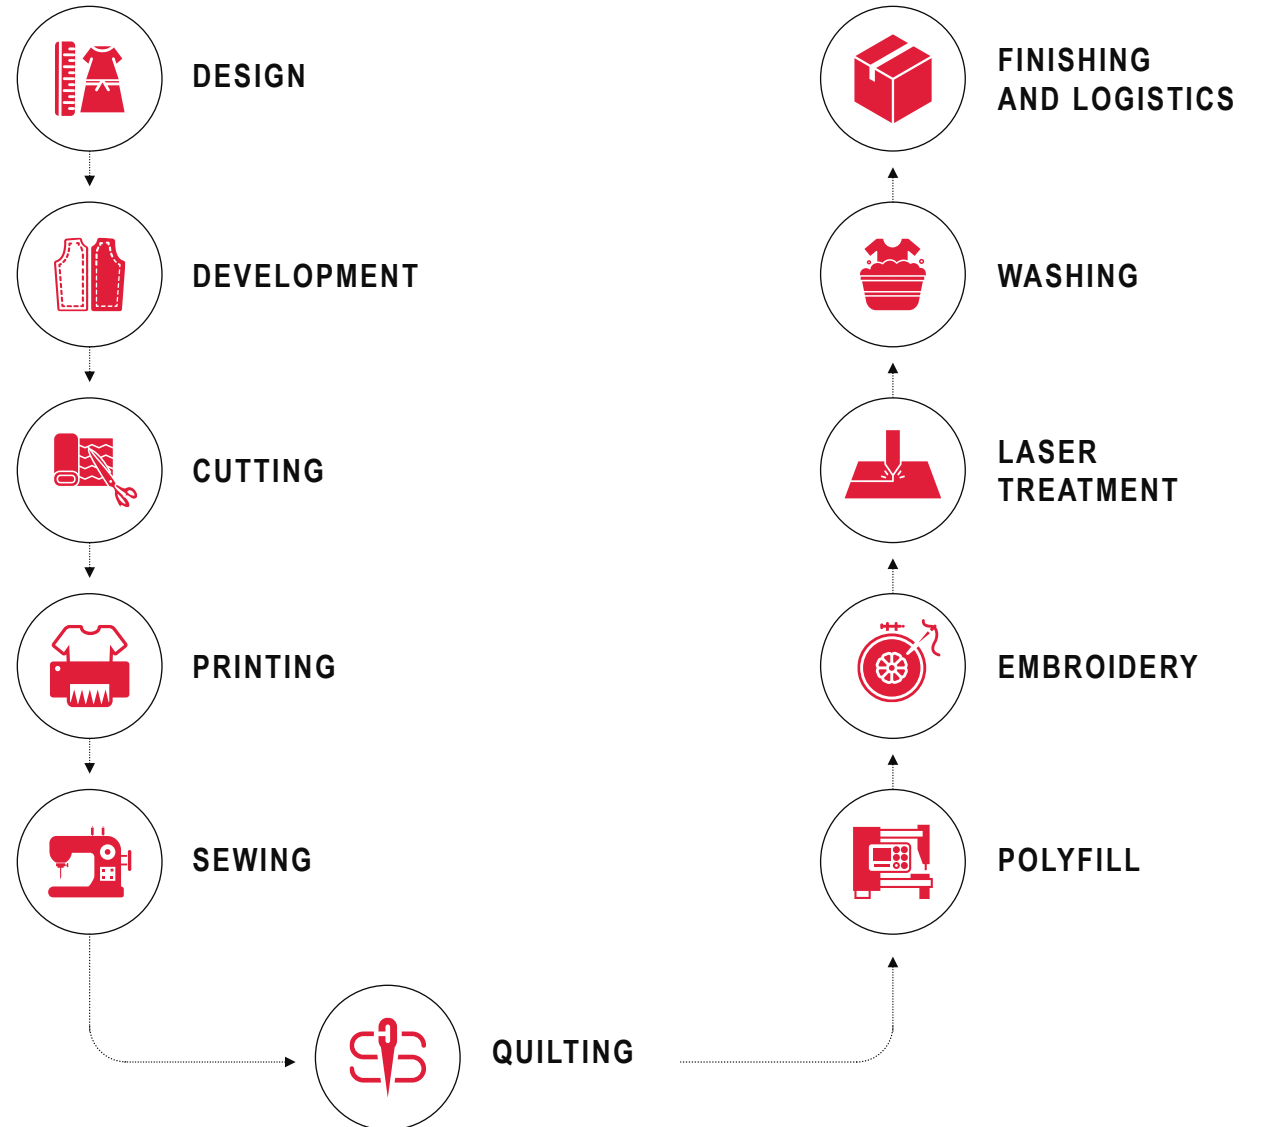 DESIGN
DEVELOPMENT
CUTTING
PRINTING
SEWING
QUILTING
POLYFILL
EMBROIDERY
LASER
TREATMENT
WASHING
FINISHING
AND LOGISTICS